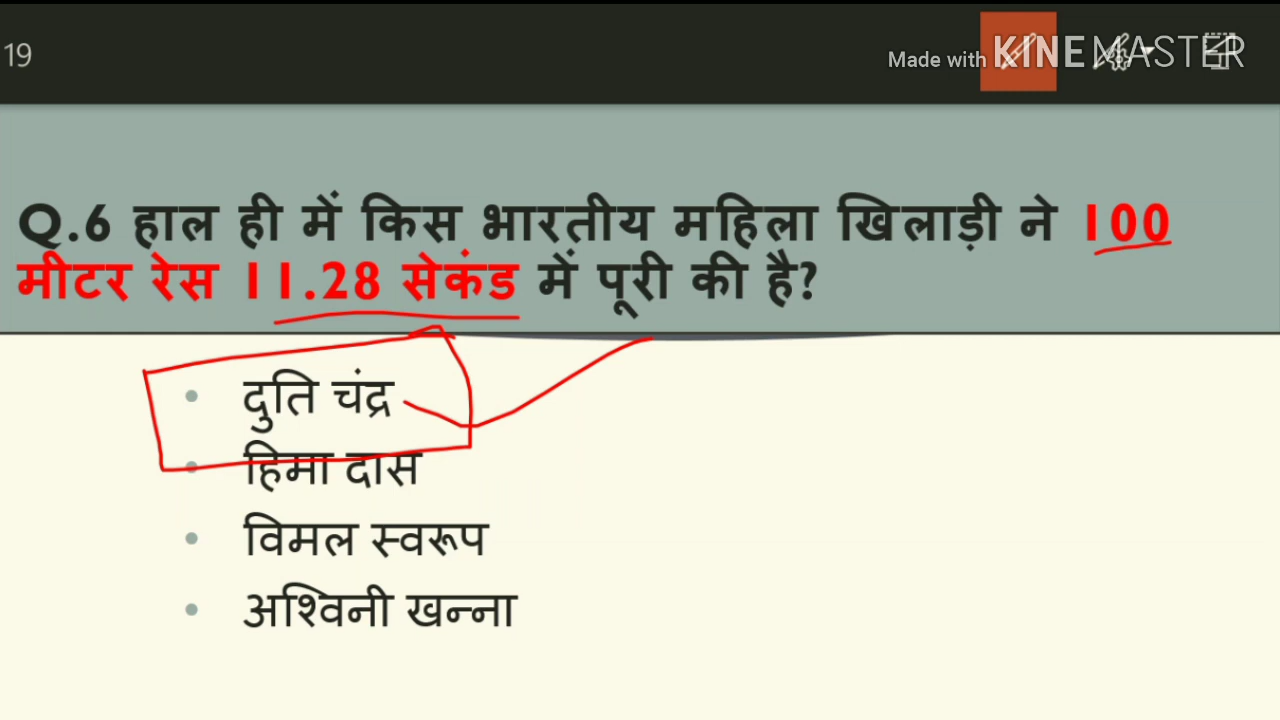 19
Made with KINEMASTER
Q.6 हाल ही में किस भारतीय महिला खिलाड़ी ने 100
मीटर रेस 11.28 सेकंड में पूरी की है?
• दुति चंद्र
• हिमा दास
• विमल स्वरूप
• अश्विनी खन्ना